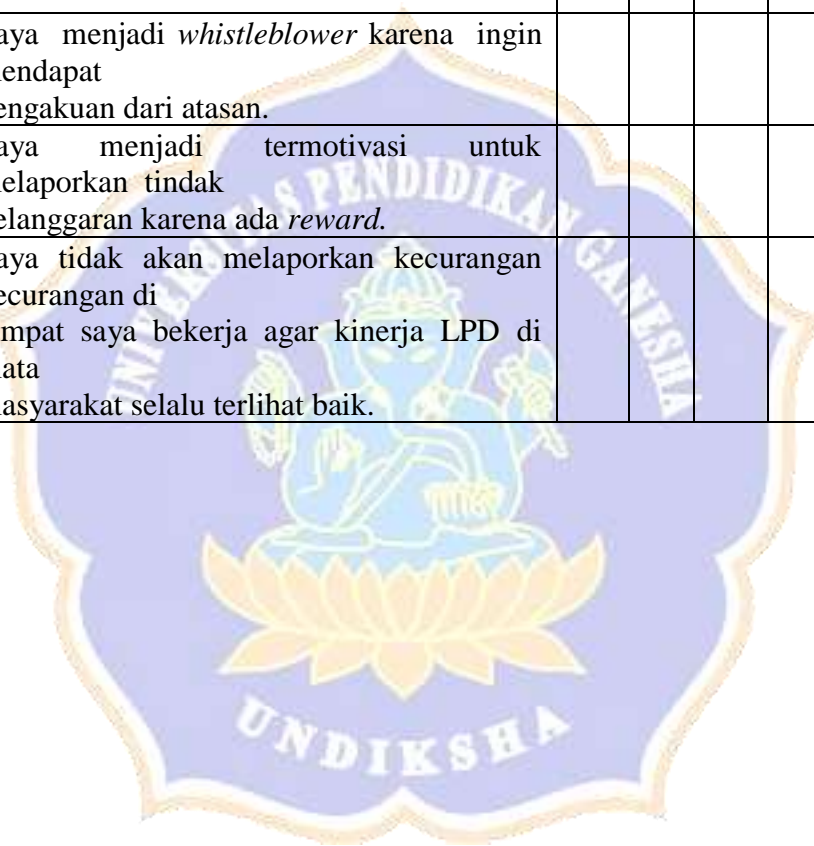 aya menjadi whistleblower karena ingin
endapat
engakuan dari atasan.
aya menjadi termotivasi untuk
elaporkan tindak
elanggaran karena ada reward.
aya tidak akan melaporkan kecurangan
ecurangan di
mpat saya bekerja agar kinerja LPD di
ata
asyarakat selalu terlihat baik.
UNIVERSITAS PENDIDIKAN GANESHA
UNDIKSHA